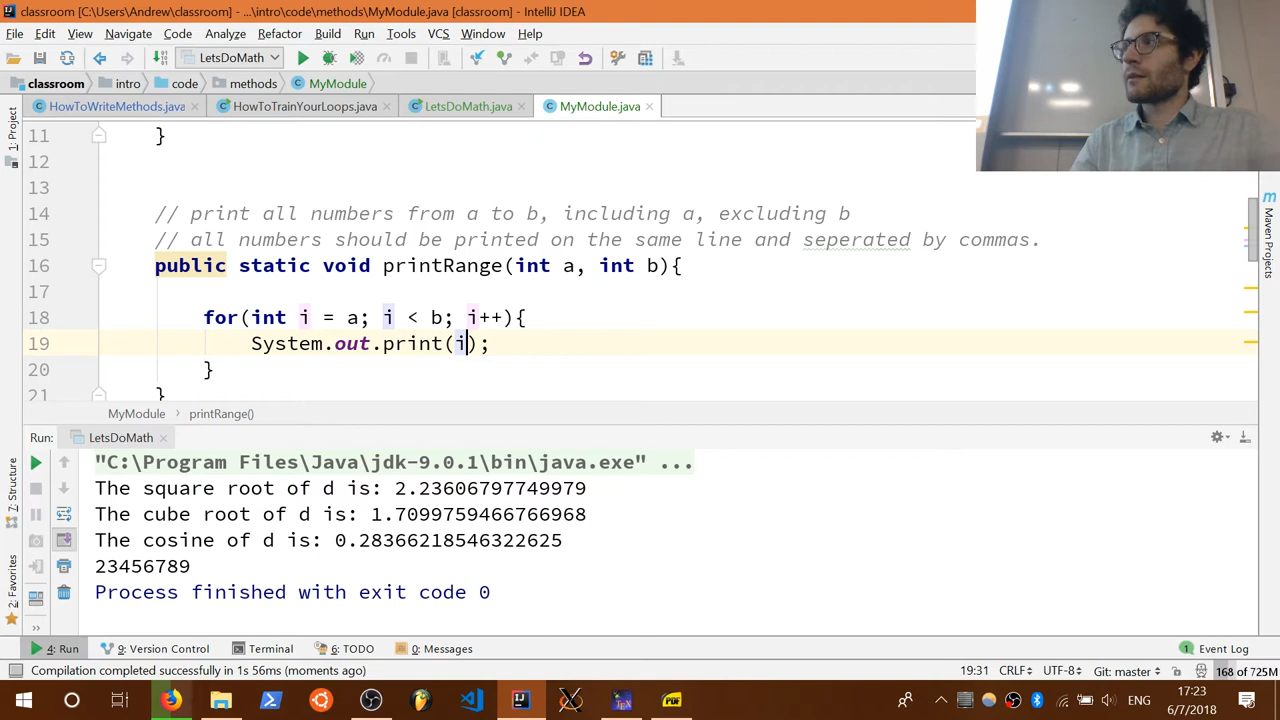 classroom [C:\Users\Andrew\classroom] - ...\intro\code\methods\MyModule.java [classroom] - IntelliJ IDEA
File Edit View Navigate Code Analyze Refactor Build Run Tools VCS Window Help
LetsDoMath
classroom intro code methods MyModule
HowToWriteMethods.java HowToTrainYourLoops.java LetsDoMath.java MyModule.java
1: Project
Maven Projects
11 }
12
13
14 // print all numbers from a to b, including a, excluding b
15 // all numbers should be printed on the same line and seperated by commas.
16 public static void printRange(int a, int b){
17
18 for(int i = a; i < b; i++){
19 System.out.print(i);
20 }
21 }
MyModule › printRange()
Run: LetsDoMath
7: Structure
2: Favorites
"C:\Program Files\Java\jdk-9.0.1\bin\java.exe" ...
The square root of d is: 2.23606797749979
The cube root of d is: 1.7099759466766968
The cosine of d is: 0.28366218546322625
23456789
Process finished with exit code 0
4: Run 9: Version Control Terminal 6: TODO 0: Messages 1 Event Log
Compilation completed successfully in 1s 56ms (moments ago) 19:31 CRLF UTF-8 Git: master 168 of 725M
ENG 17:23
6/7/2018